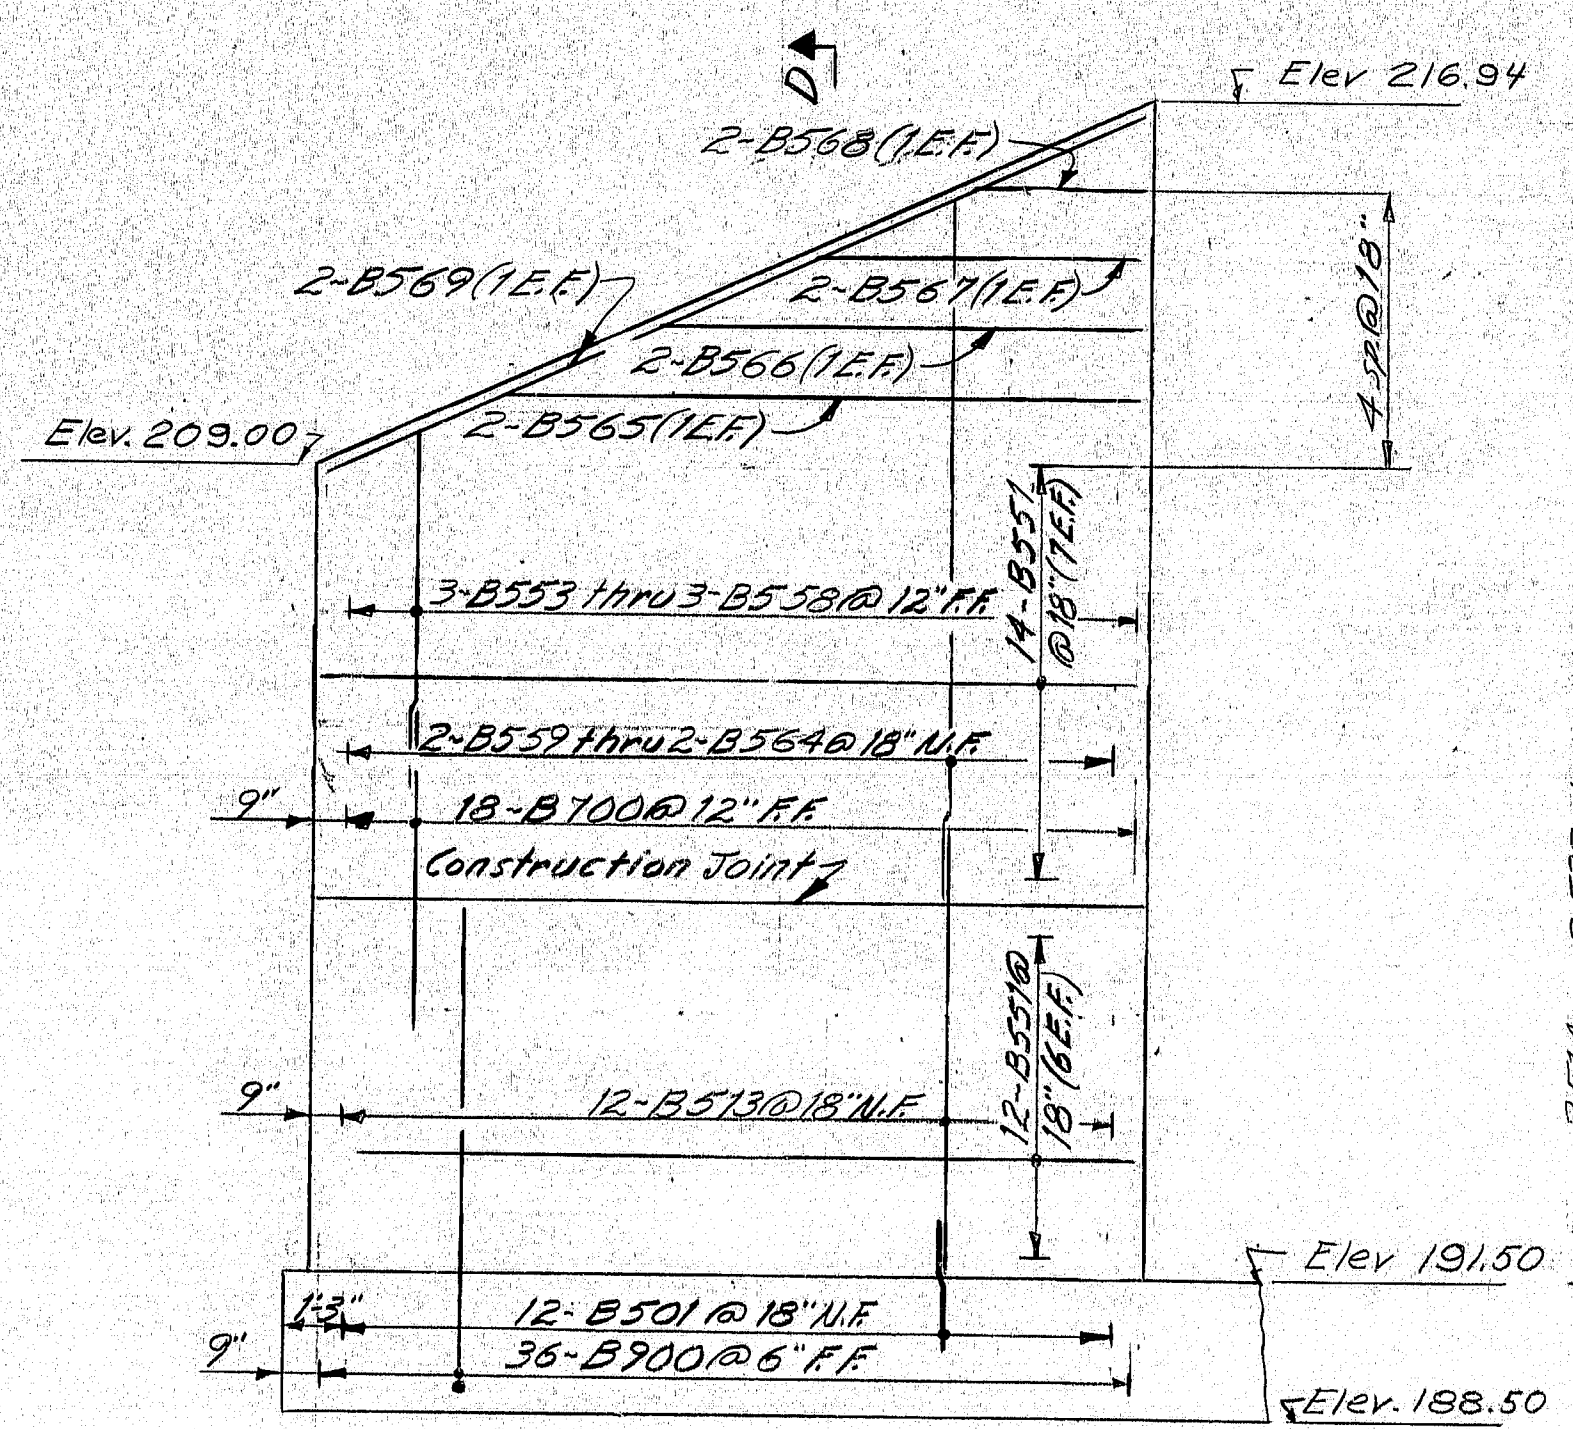 D
Elev 216.94
2-B568(1E.F.)
2-B569(1E.F.)
2-B567(1E.F.)
4 sp.@18"
2-B566(1E.F.)
Elev. 209.00
2-B565(1E.F.)
14-B551
@18"(7E.F.)
3-B553 thru 3-B558@12"F.F.
2-B559 thru 2-B564@18"N.F.
9"
18-B700@12"F.F.
Construction Joint
12-B551@
18"(6E.F.)
9"
12-B513@18"N.F.
Elev 191.50
1'-3"
12-B501@18"N.F.
9"
36-B900@6"F.F.
Elev. 188.50